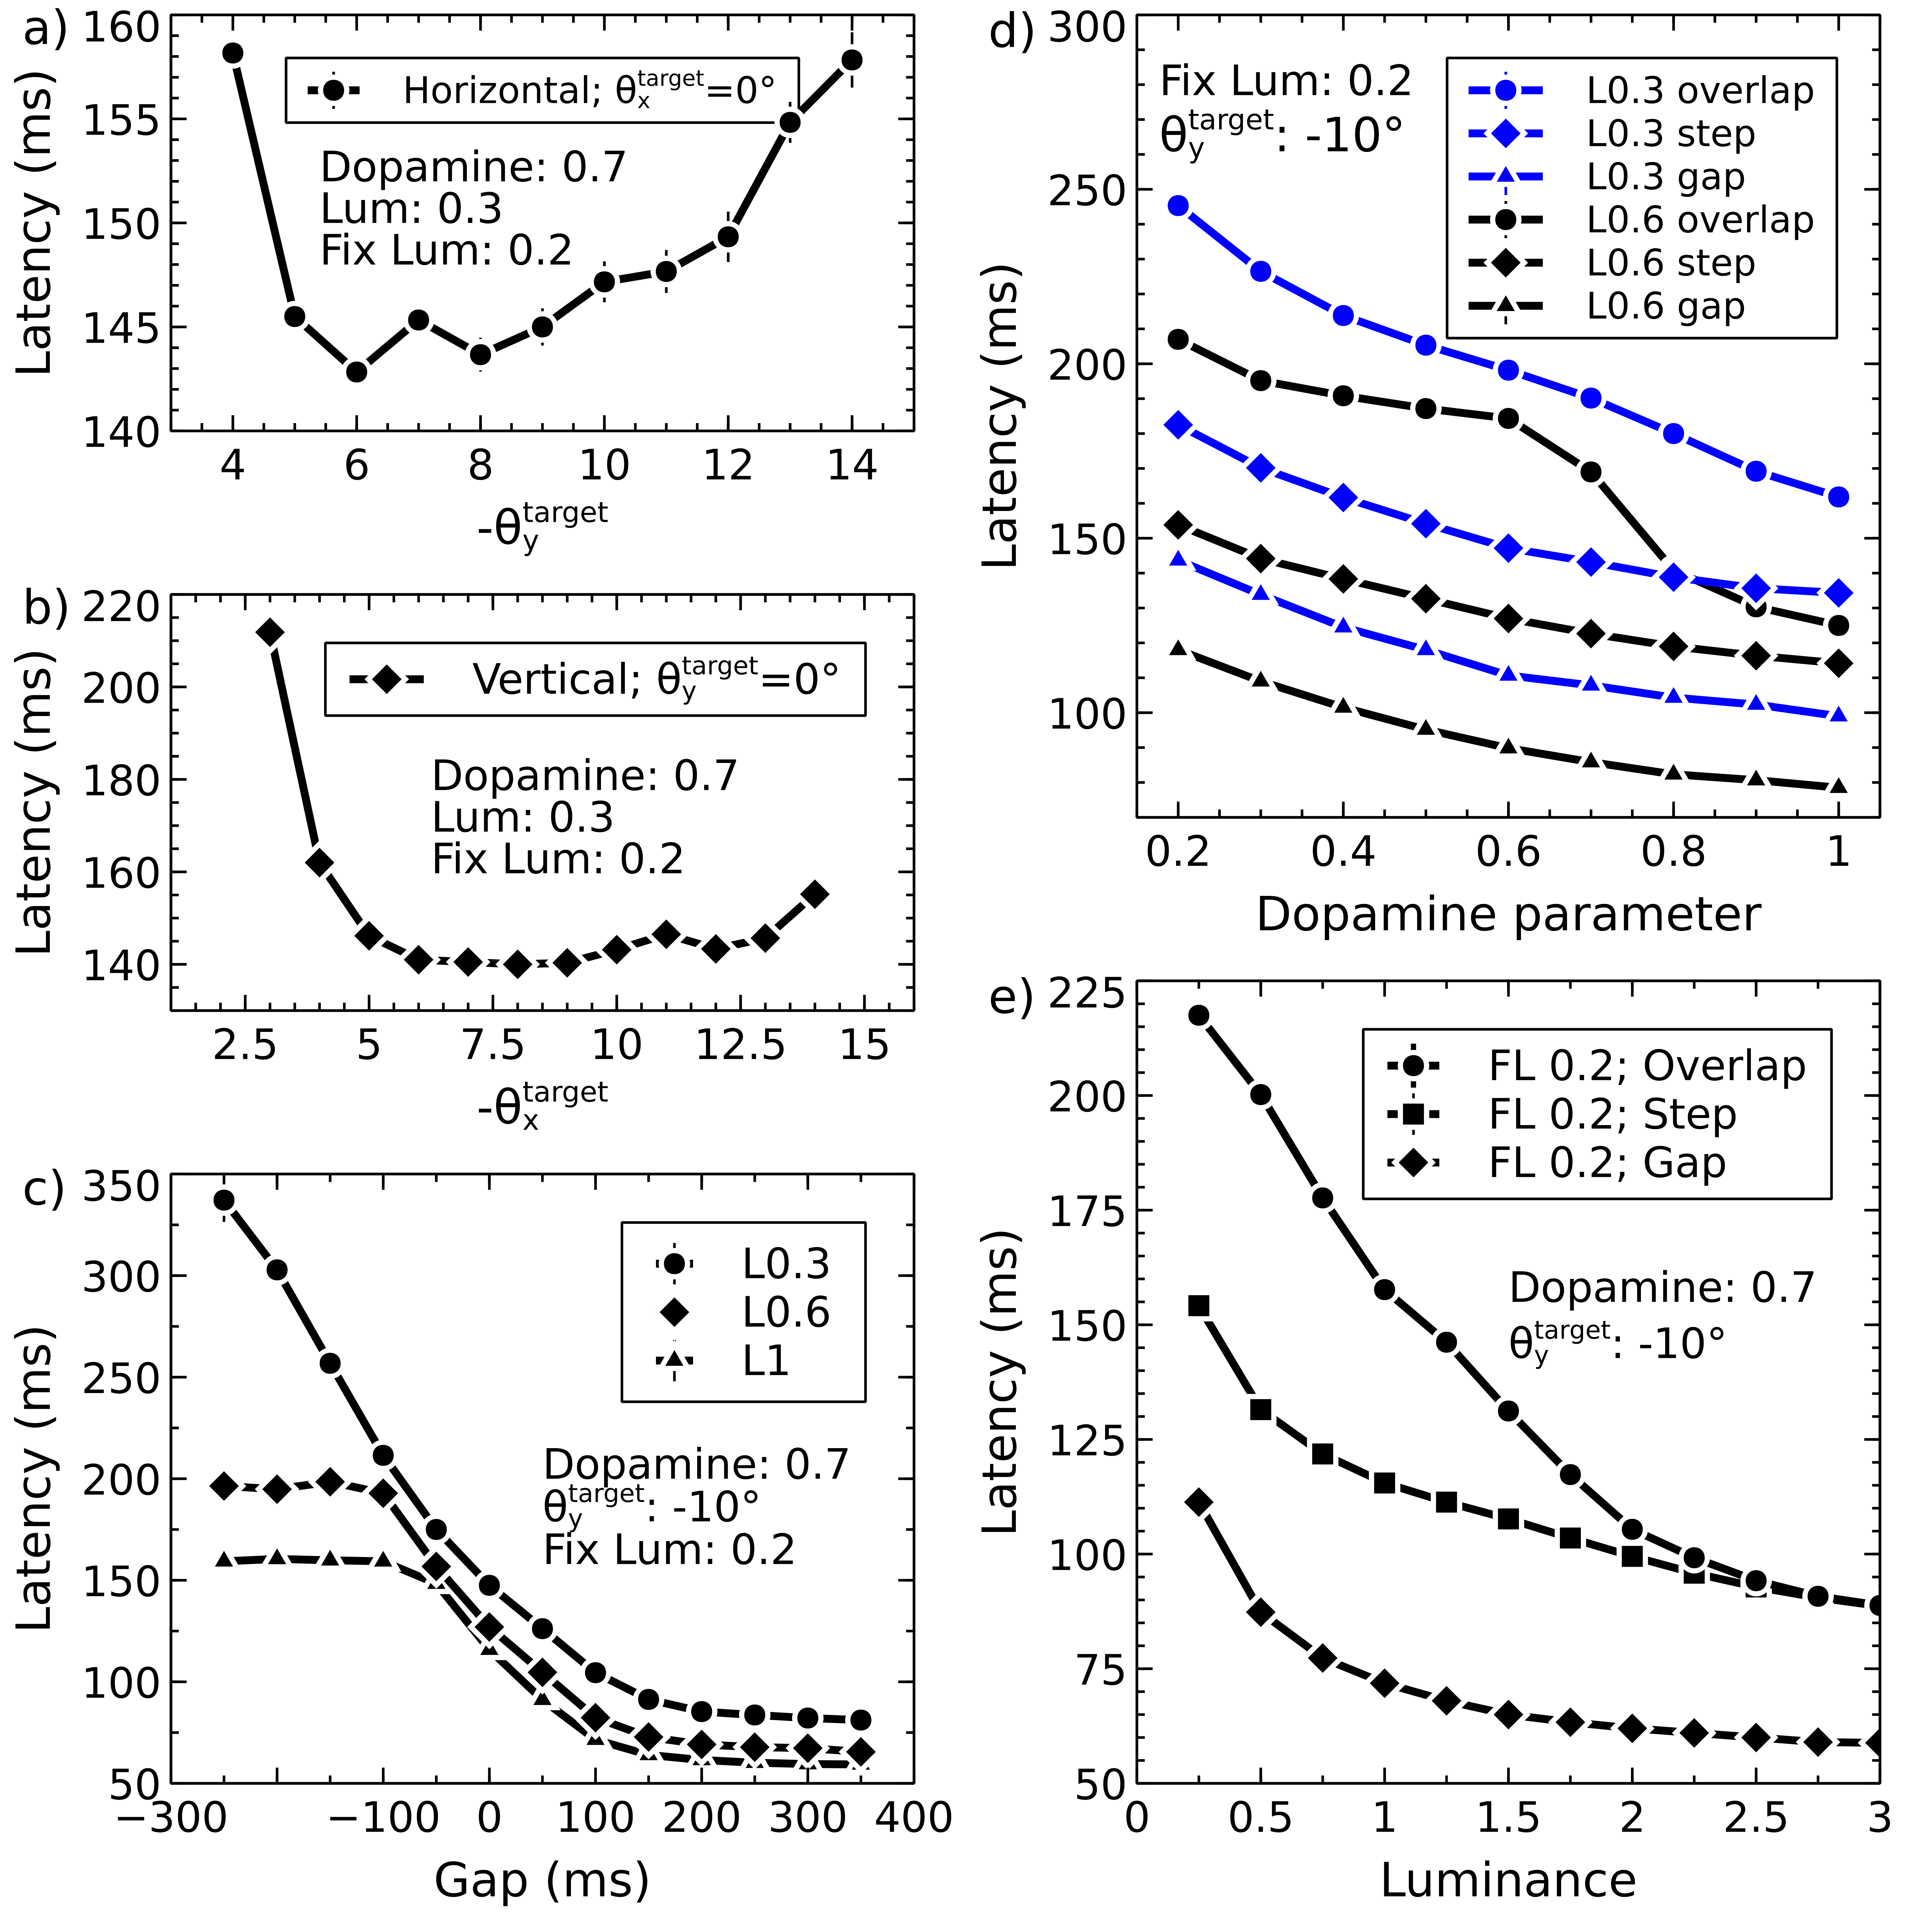 a)
160
155
150
145
140
Latency (ms)
Horizontal; θ_x^target=0°
Dopamine: 0.7
Lum: 0.3
Fix Lum: 0.2
4 6 8 10 12 14
-θ_y^target
b)
220
200
180
160
140
Latency (ms)
Vertical; θ_y^target=0°
Dopamine: 0.7
Lum: 0.3
Fix Lum: 0.2
2.5 5 7.5 10 12.5 15
-θ_x^target
c)
350
300
250
200
150
100
50
Latency (ms)
L0.3
L0.6
L1
Dopamine: 0.7
θ_y^target: -10°
Fix Lum: 0.2
−300 −100 0 100 200 300 400
Gap (ms)
d)
300
250
200
150
100
Latency (ms)
Fix Lum: 0.2
θ_y^target: -10°
L0.3 overlap
L0.3 step
L0.3 gap
L0.6 overlap
L0.6 step
L0.6 gap
0.2 0.4 0.6 0.8 1
Dopamine parameter
e)
225
200
175
150
125
100
75
50
Latency (ms)
FL 0.2; Overlap
FL 0.2; Step
FL 0.2; Gap
Dopamine: 0.7
θ_y^target: -10°
0 0.5 1 1.5 2 2.5 3
Luminance